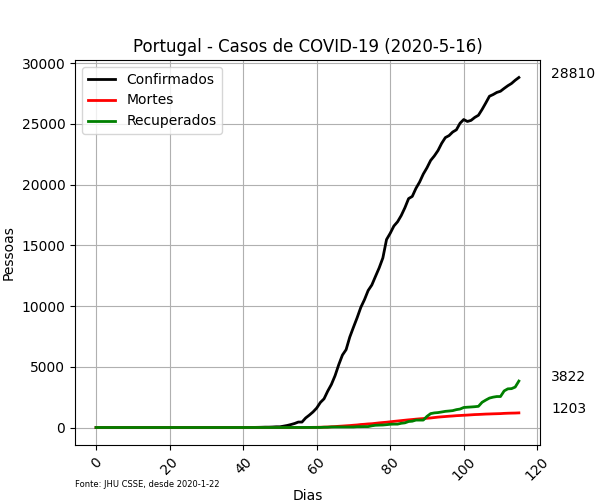 Portugal - Casos de COVID-19 (2020-5-16)
Confirmados
Mortes
Recuperados
30000
25000
20000
15000
10000
5000
0
Pessoas
28810
3822
1203
0
20
40
60
80
100
120
Fonte: JHU CSSE, desde 2020-1-22
Dias